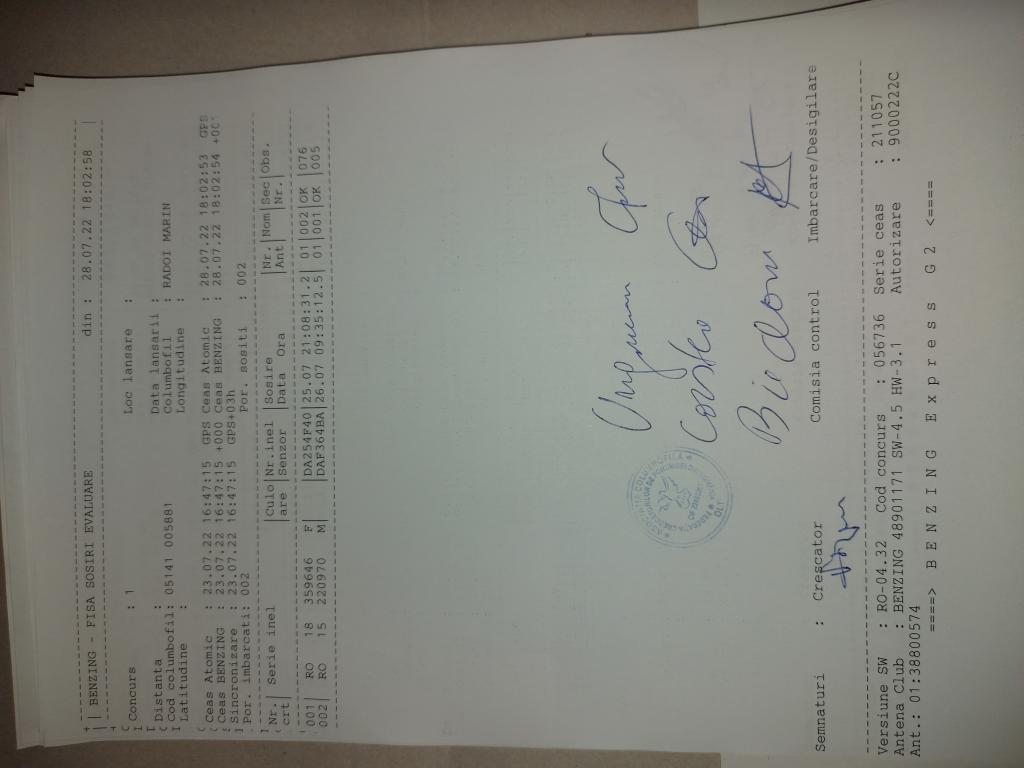 | BENZING - FISA SOSIRI EVALUARE din : 28.07.22 18:02:58 |
Concurs : 1 Loc lansare :
Distanta : Data lansarii :
Cod columbofil: 05141 005881 Columbofil : RADOI MARIN
Latitudine : Longitudine :
Ceas Atomic : 23.07.22 16:47:15 GPS Ceas Atomic : 28.07.22 18:02:53 GPS
Ceas BENZING : 23.07.22 16:47:15 +000 Ceas BENZING : 28.07.22 18:02:54 +00
Sincronizare : 23.07.22 16:47:15 GPS+03h
Por. imbarcati: 002 Por. sositi : 002
Nr.| Serie inel |Culo|Nr.inel |Sosire |Nr.|Nom|Sec|obs.
crt| |are |Senzor |Data Ora |Ant| |Nr.|
001| RO 18 359646 F| |DA254F40|25.07 21:08:31.2| 01|002|OK |076
002| RO 15 220970 M| |DAF364BA|26.07 09:35:12.5| 01|001|OK |005
Costeo
Semnaturi : Crescator Comisia control Imbarcare/Desigilare
Versiune SW : RO-04.32 Cod concurs : 056736 Serie ceas : 211057
Antena Club : BENZING 48901171 SW-4.5 HW-3.1 Autorizare : 9000222C
Ant.: 01:38800574
====> B E N Z I N G E x p r e s s G 2 <====